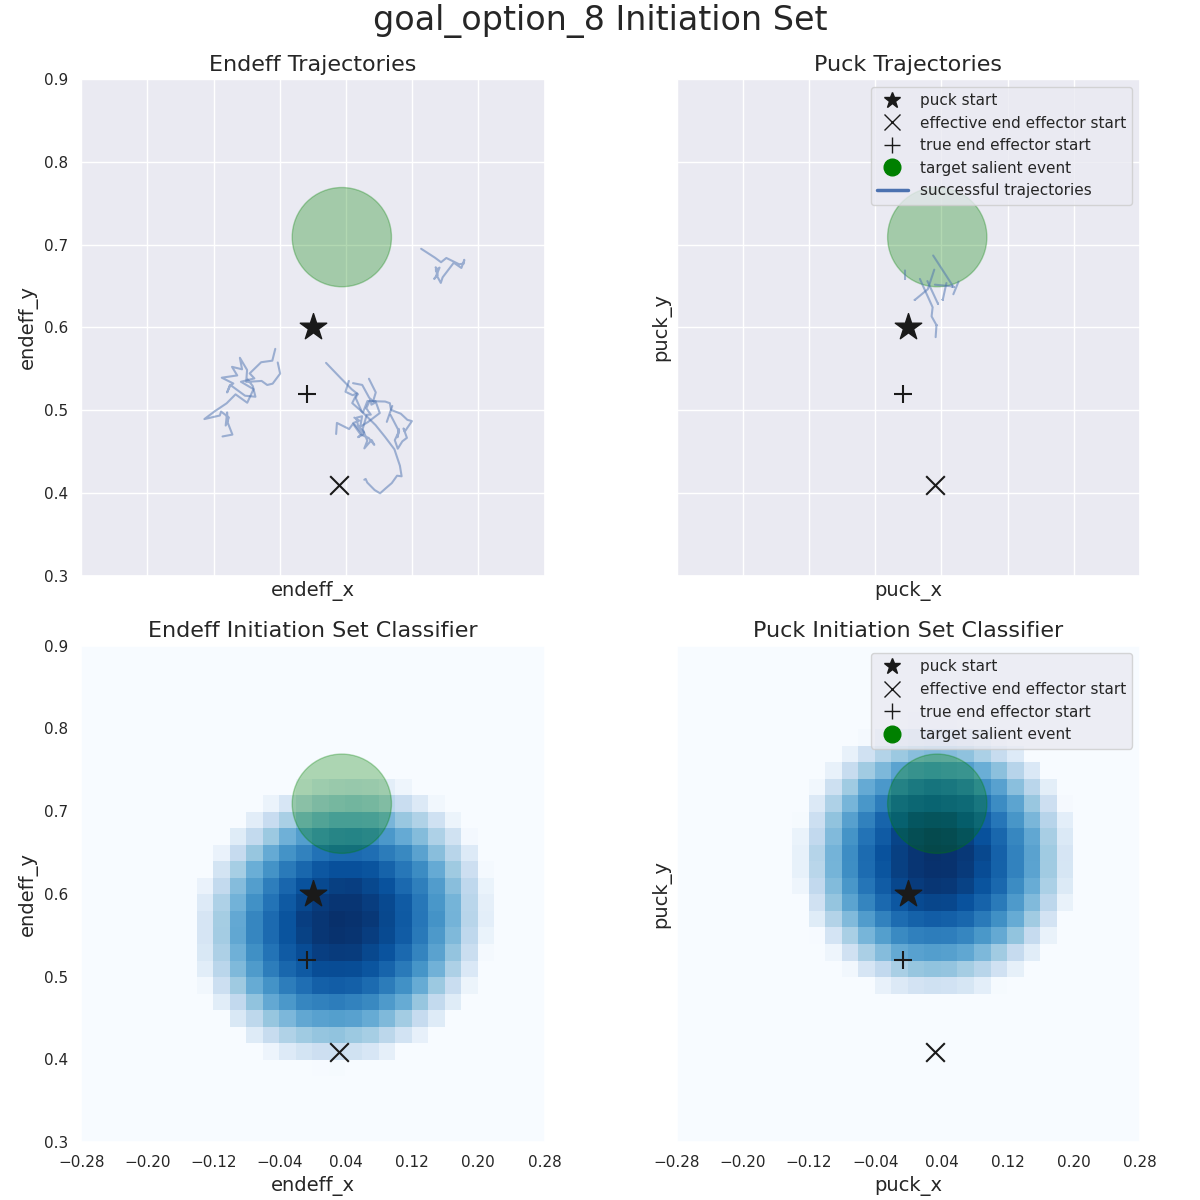 goal_option_8 Initiation Set
Endeff Trajectories
Puck Trajectories
0.9
0.8
0.7
0.6
0.5
0.4
0.3
endeff_y
endeff_x
puck_y
puck_x
puck start
effective end effector start
true end effector start
target salient event
successful trajectories
Endeff Initiation Set Classifier
Puck Initiation Set Classifier
0.9
0.8
0.7
0.6
0.5
0.4
0.3
endeff_y
−0.28 −0.20 −0.12 −0.04 0.04 0.12 0.20 0.28
endeff_x
puck_y
puck start
effective end effector start
true end effector start
target salient event
−0.28 −0.20 −0.12 −0.04 0.04 0.12 0.20 0.28
puck_x